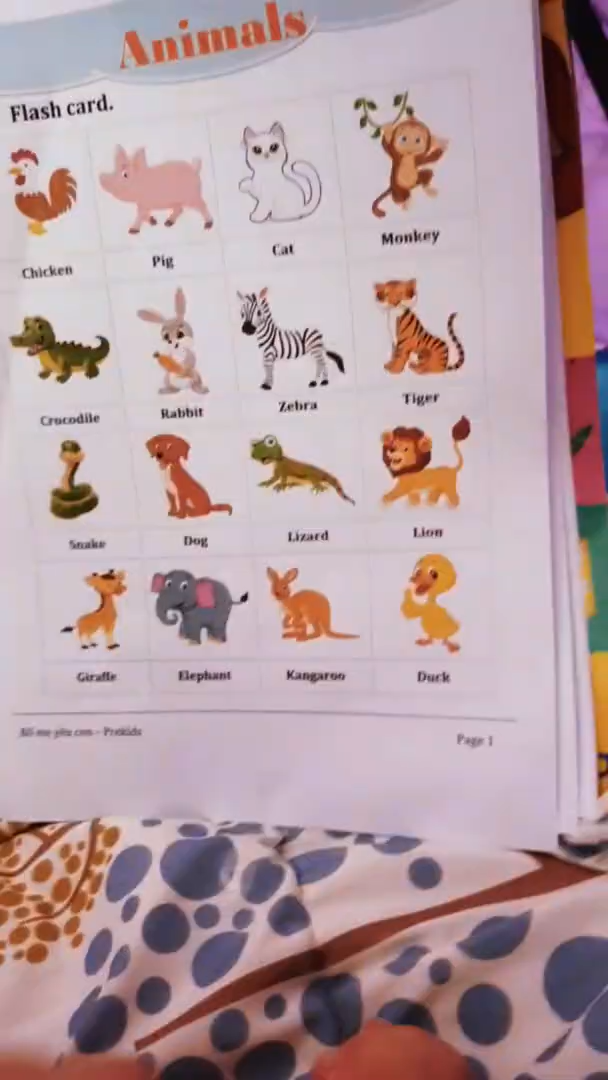 Animals
Flash card.
Chicken Pig Cat Monkey
Crocodile Rabbit Zebra Tiger
Snake Dog Lizard Lion
Giraffe Elephant Kangaroo Duck
Page 1